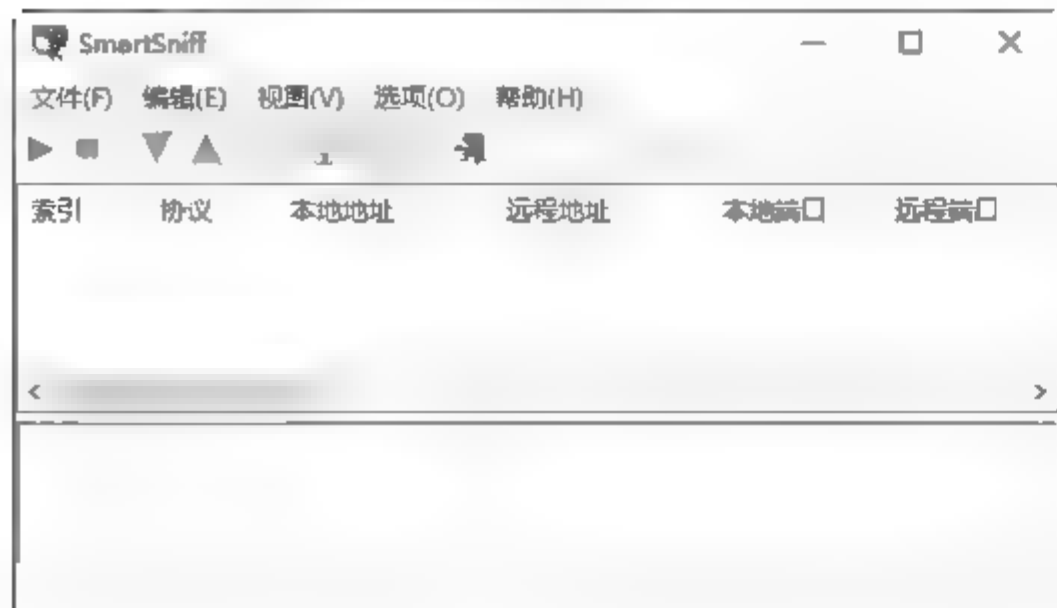 SmartSniff
文件(F) 编辑(E) 视图(V) 选项(O) 帮助(H)
索引 协议 本地地址 远程地址 本地端口 远程端口